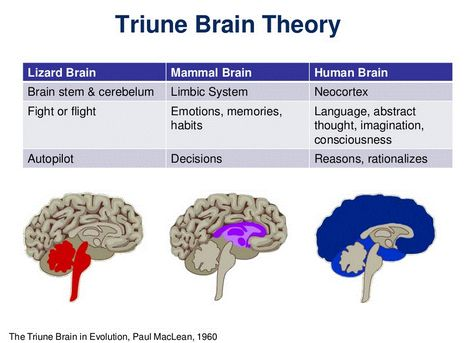 Triune Brain Theory
Lizard Brain Mammal Brain Human Brain
Brain stem & cerebelum Limbic System Neocortex
Fight or flight Emotions, memories, Language, abstract
habits thought, imagination,
consciousness
Autopilot Decisions Reasons, rationalizes
The Triune Brain in Evolution, Paul MacLean, 1960